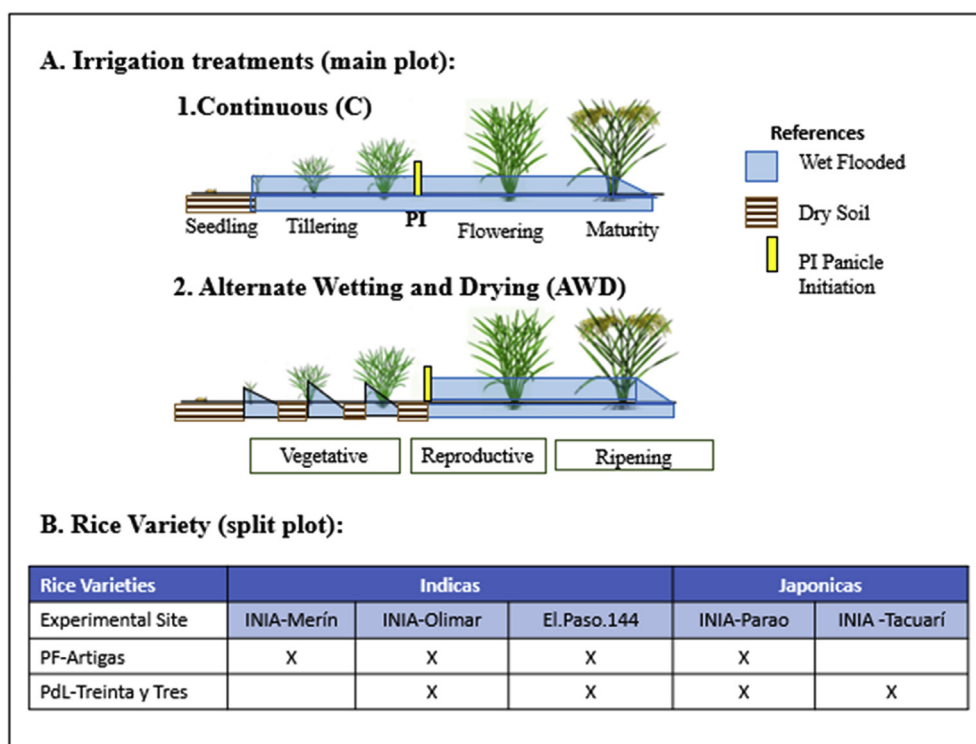 A. Irrigation treatments (main plot):
1.Continuous (C)
References
Wet Flooded
Dry Soil
PI Panicle
Initiation
Seedling Tillering PI Flowering Maturity
2. Alternate Wetting and Drying (AWD)
Vegetative Reproductive Ripening
B. Rice Variety (split plot):
Rice Varieties Indicas Japonicas
Experimental Site INIA-Merín INIA-Olimar El.Paso.144 INIA-Parao INIA -Tacuarí
PF-Artigas X X X X
PdL-Treinta y Tres X X X X